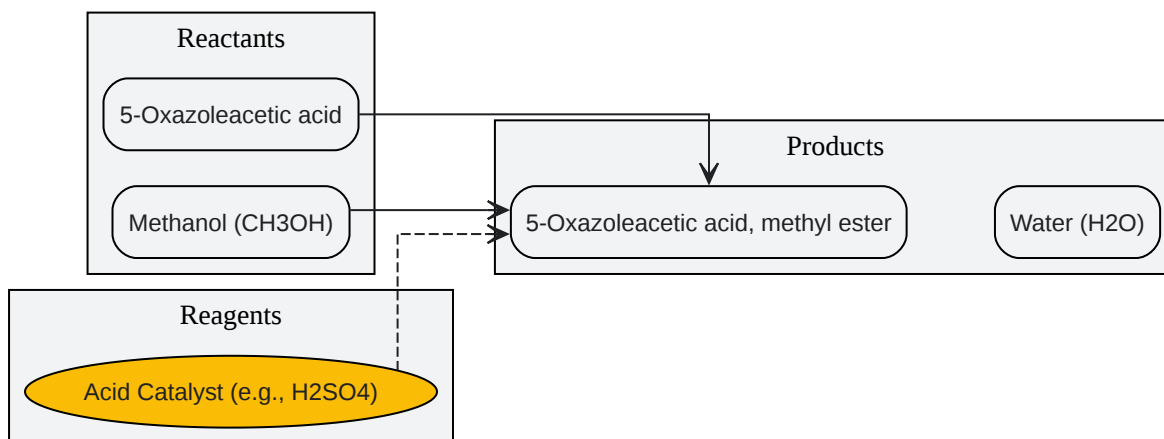 Reactants
5-Oxazoleacetic acid
Methanol (CH3OH)
Products
5-Oxazoleacetic acid, methyl ester
Water (H2O)
Reagents
Acid Catalyst (e.g., H2SO4)